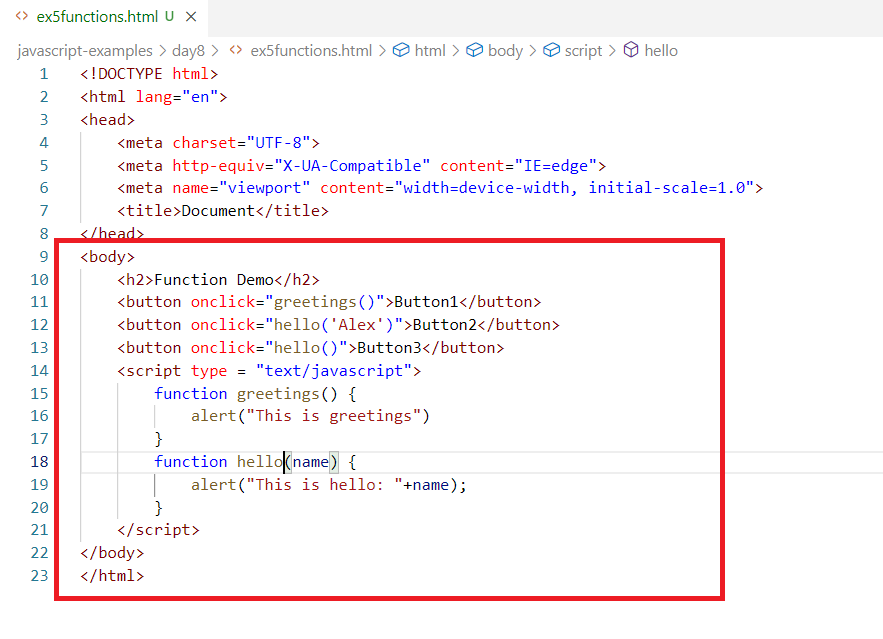 ex5functions.html U
javascript-examples > day8 > ex5functions.html > html > body > script > hello
1 <!DOCTYPE html>
2 <html lang="en">
3 <head>
4     <meta charset="UTF-8">
5     <meta http-equiv="X-UA-Compatible" content="IE=edge">
6     <meta name="viewport" content="width=device-width, initial-scale=1.0">
7     <title>Document</title>
8 </head>
9 <body>
10     <h2>Function Demo</h2>
11     <button onclick="greetings()">Button1</button>
12     <button onclick="hello('Alex')">Button2</button>
13     <button onclick="hello()">Button3</button>
14     <script type = "text/javascript">
15         function greetings() {
16             alert("This is greetings")
17         }
18         function hello(name) {
19             alert("This is hello: "+name);
20         }
21     </script>
22 </body>
23 </html>